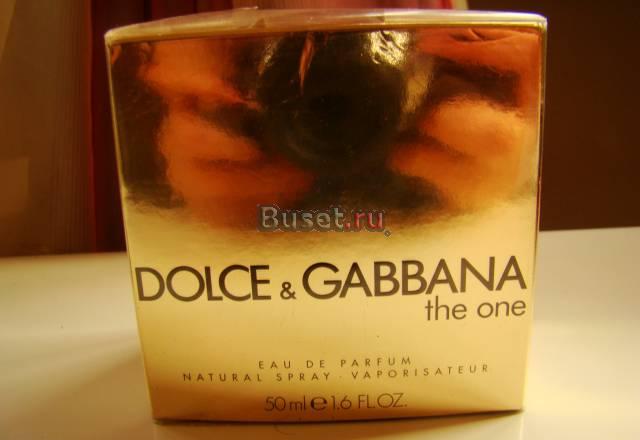 Buset.ru
DOLCE & GABBANA
the one
EAU DE PARFUM
NATURAL SPRAY · VAPORISATEUR
50 ml e 1.6 FL.OZ.